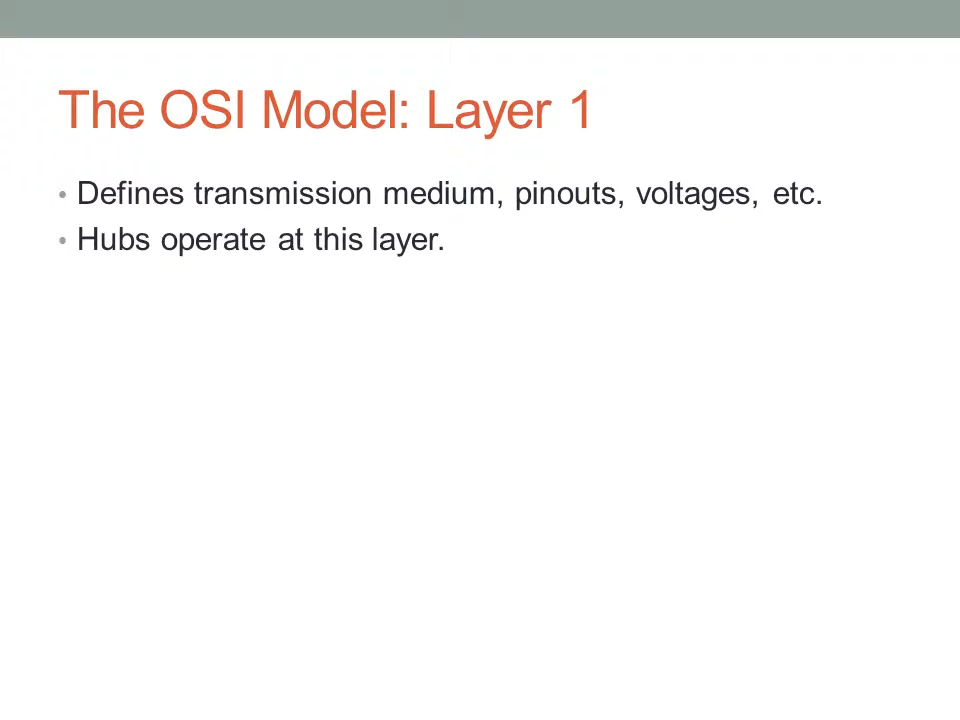 The OSI Model: Layer 1
• Defines transmission medium, pinouts, voltages, etc.
• Hubs operate at this layer.